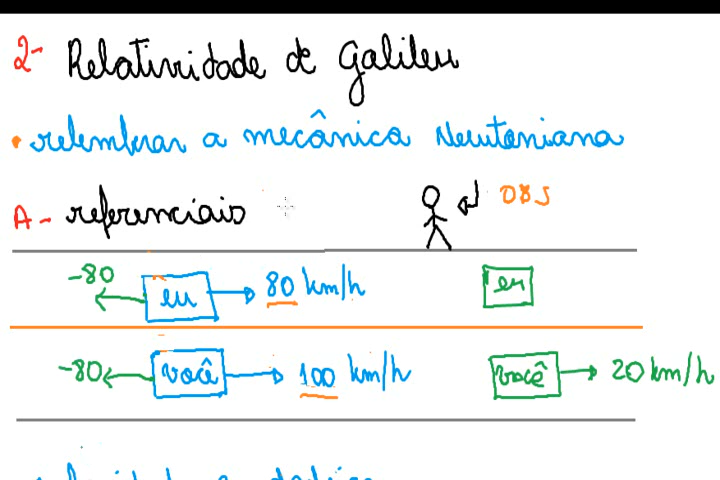 2- Relatividade de Galileu
• relembrar a mecânica Newtoniana
A- referenciais OBS
-80 eu 80 km/h eu
-80 você 100 km/h você 20 km/h